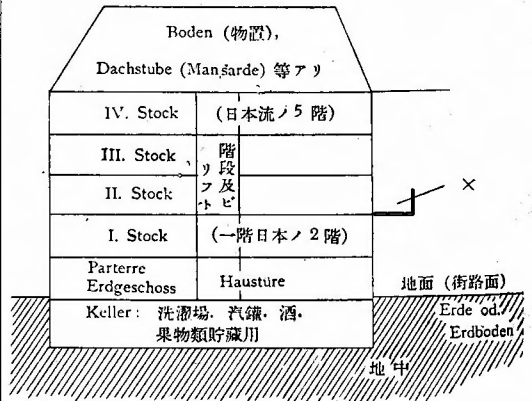 Boden (物置),
Dachstube (Mansarde) 等アリ
IV. Stock (日本流ノ5階)
III. Stock
階段及ビ
リフト
II. Stock
×
I. Stock (一階日本ノ2階)
Parterre
Erdgeschoss Haustüre
地面 (街路面)
Keller: 洗濯場. 汽鑵. 酒.
果物類貯蔵用
Erde od.
Erdboden
地中